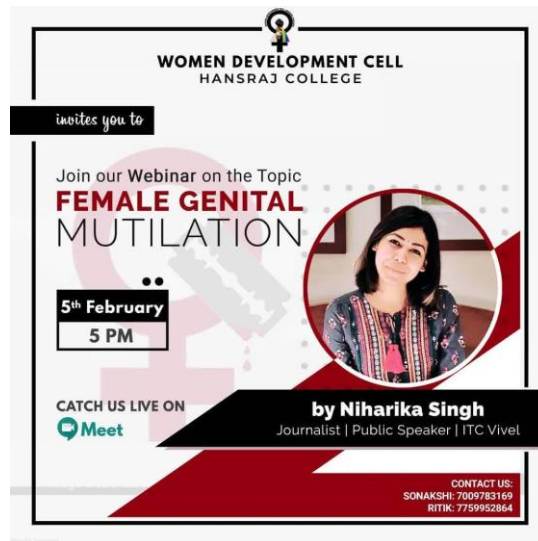 WOMEN DEVELOPMENT CELL
HANSRAJ COLLEGE
invites you to
Join our Webinar on the Topic
FEMALE GENITAL
MUTILATION
5th February
5 PM
CATCH US LIVE ON
Meet
by Niharika Singh
Journalist | Public Speaker | ITC Vivel
CONTACT US:
SONAKSHI: 7009783169
RITIK: 7759952864